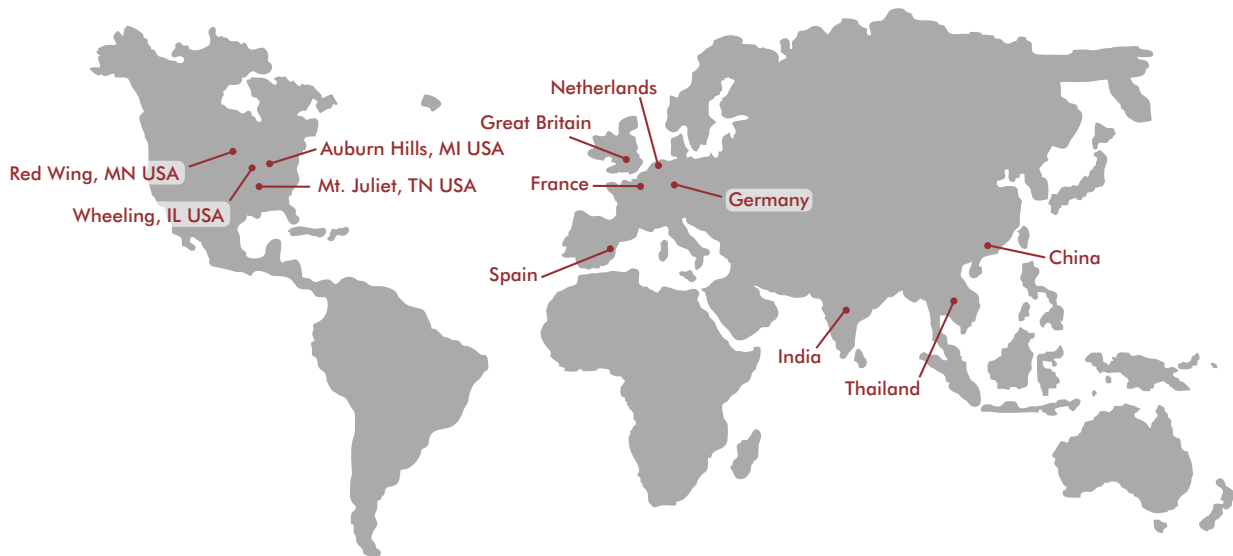 Netherlands
Great Britain
Auburn Hills, MI USA
Red Wing, MN USA
France
Mt. Juliet, TN USA
Germany
Wheeling, IL USA
China
Spain
India
Thailand